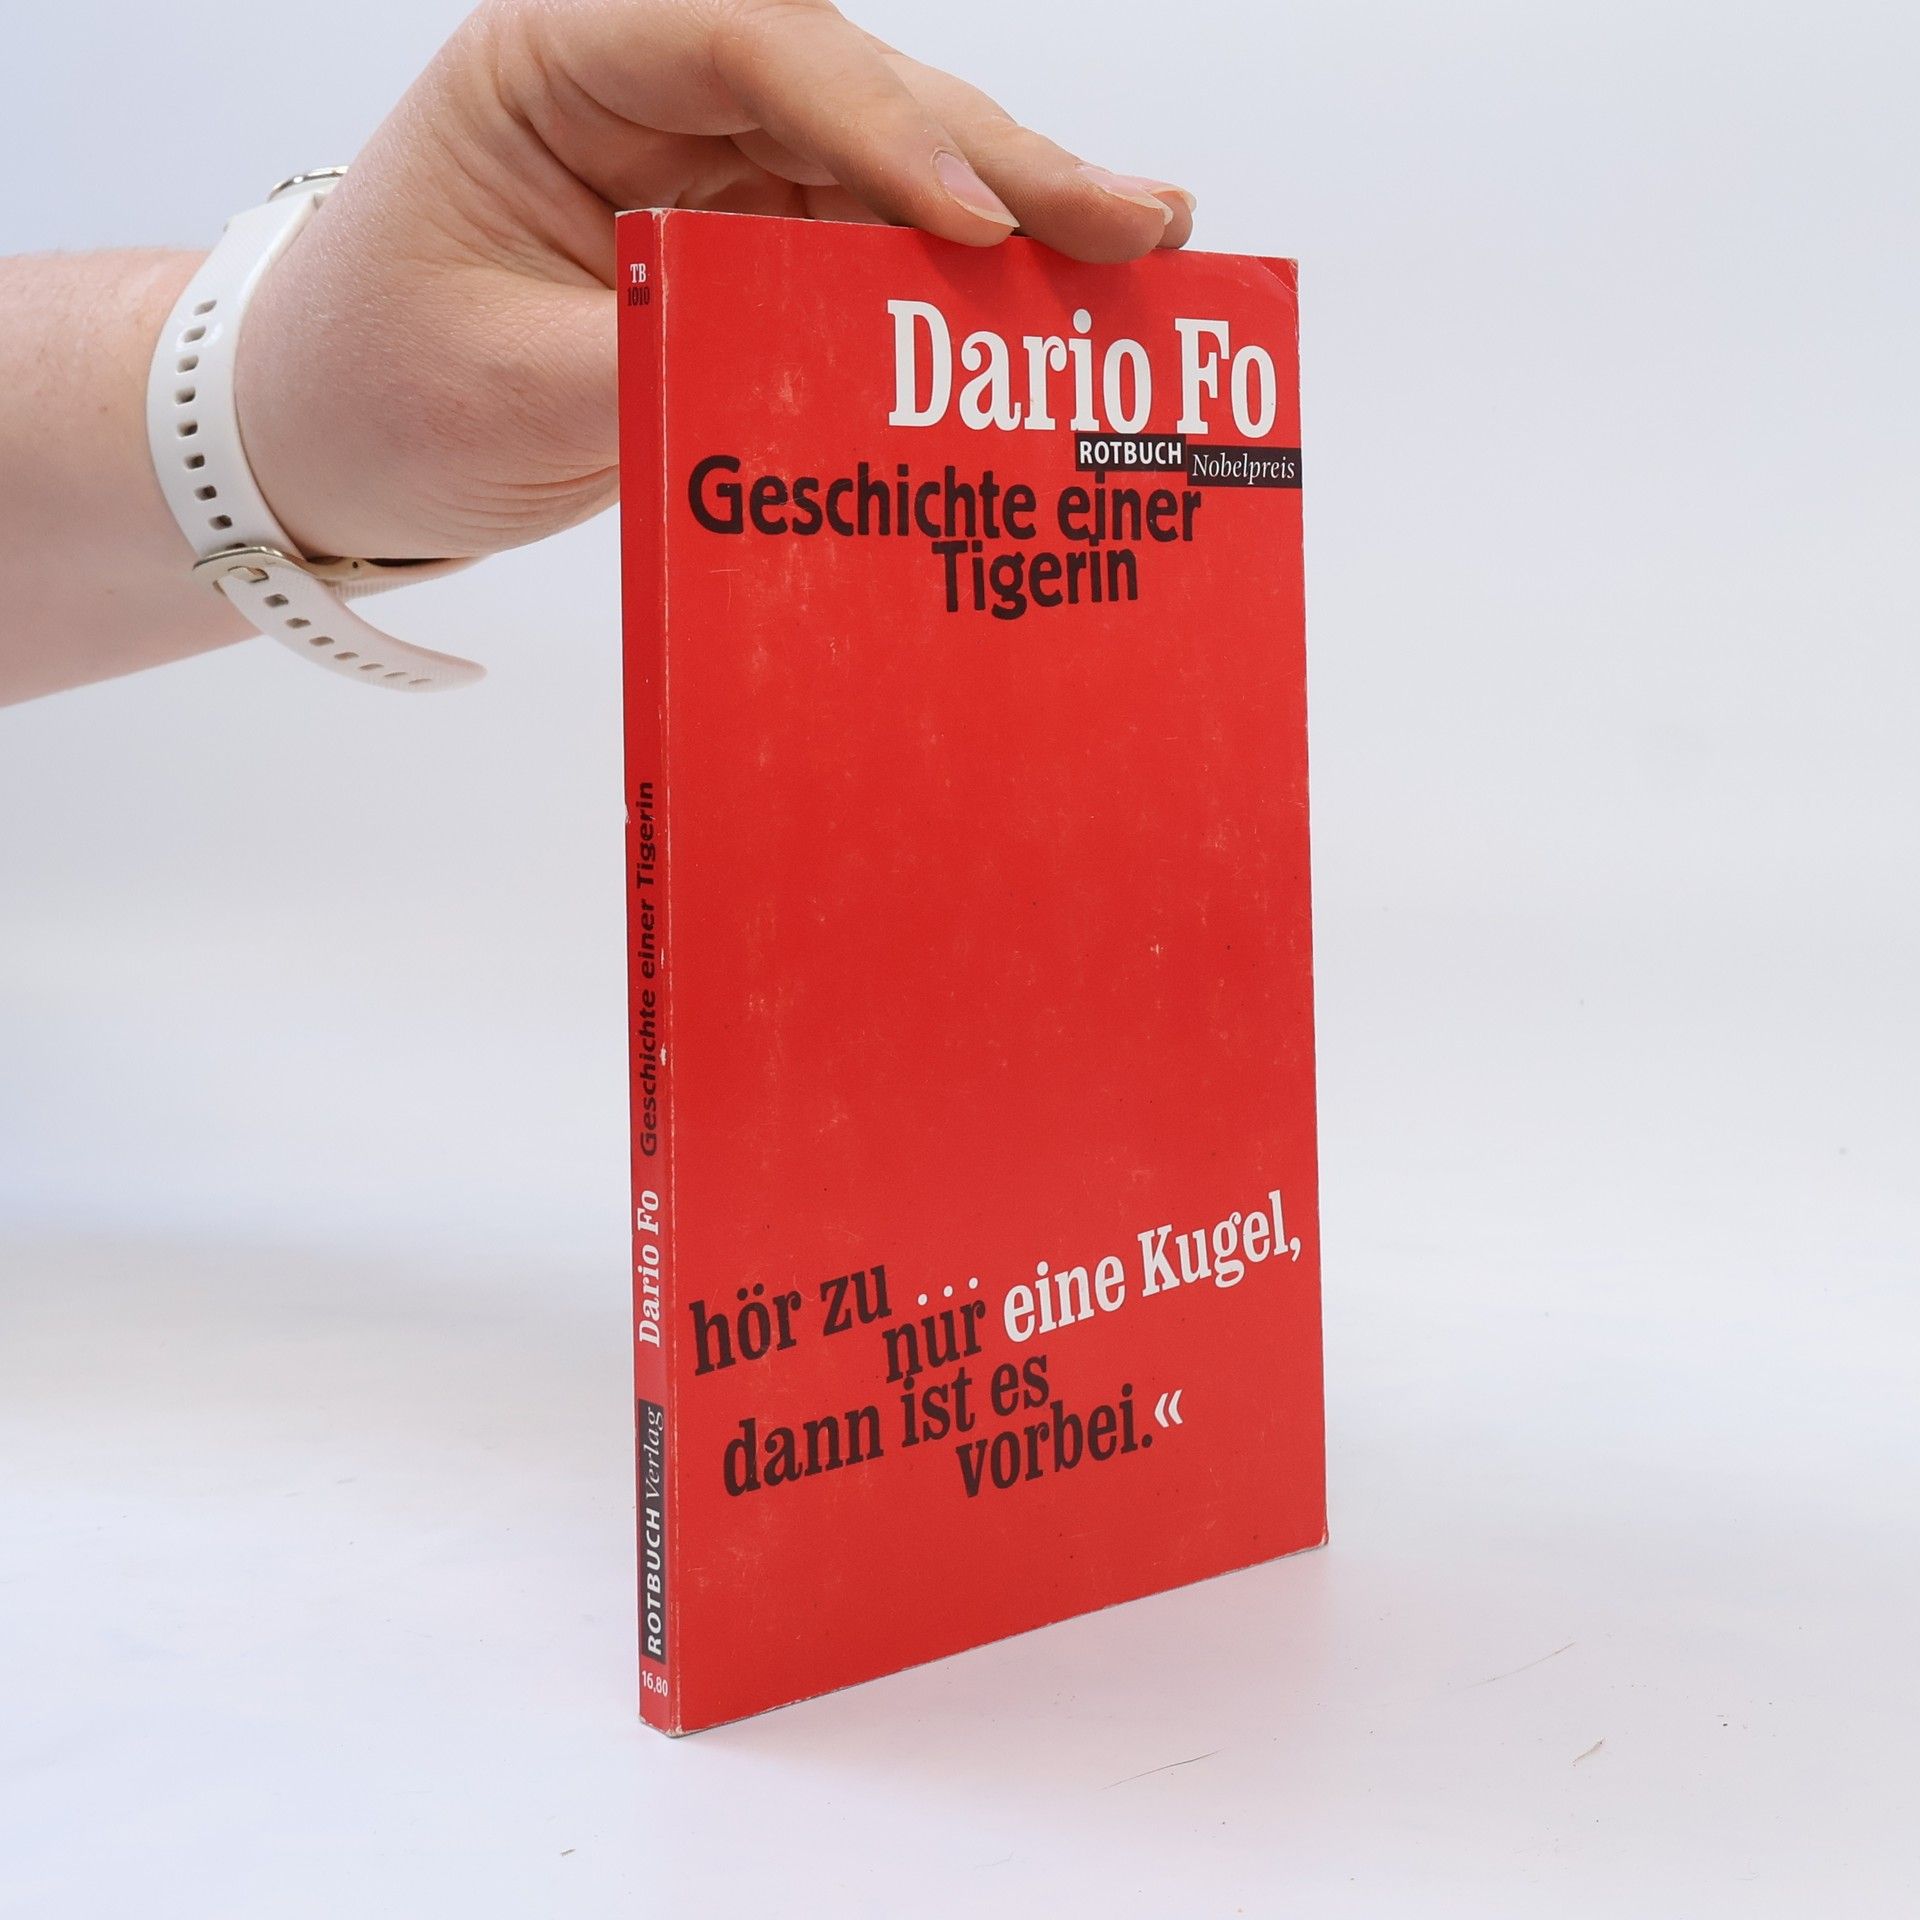 Dario Fo
ROTBUCH Nobelpreis
Geschichte einer
Tigerin
hör zu ...
nur eine Kugel,
dann ist es
vorbei.«
TB
1010
Dario Fo Geschichte einer Tigerin
ROTBUCH Verlag
16,80